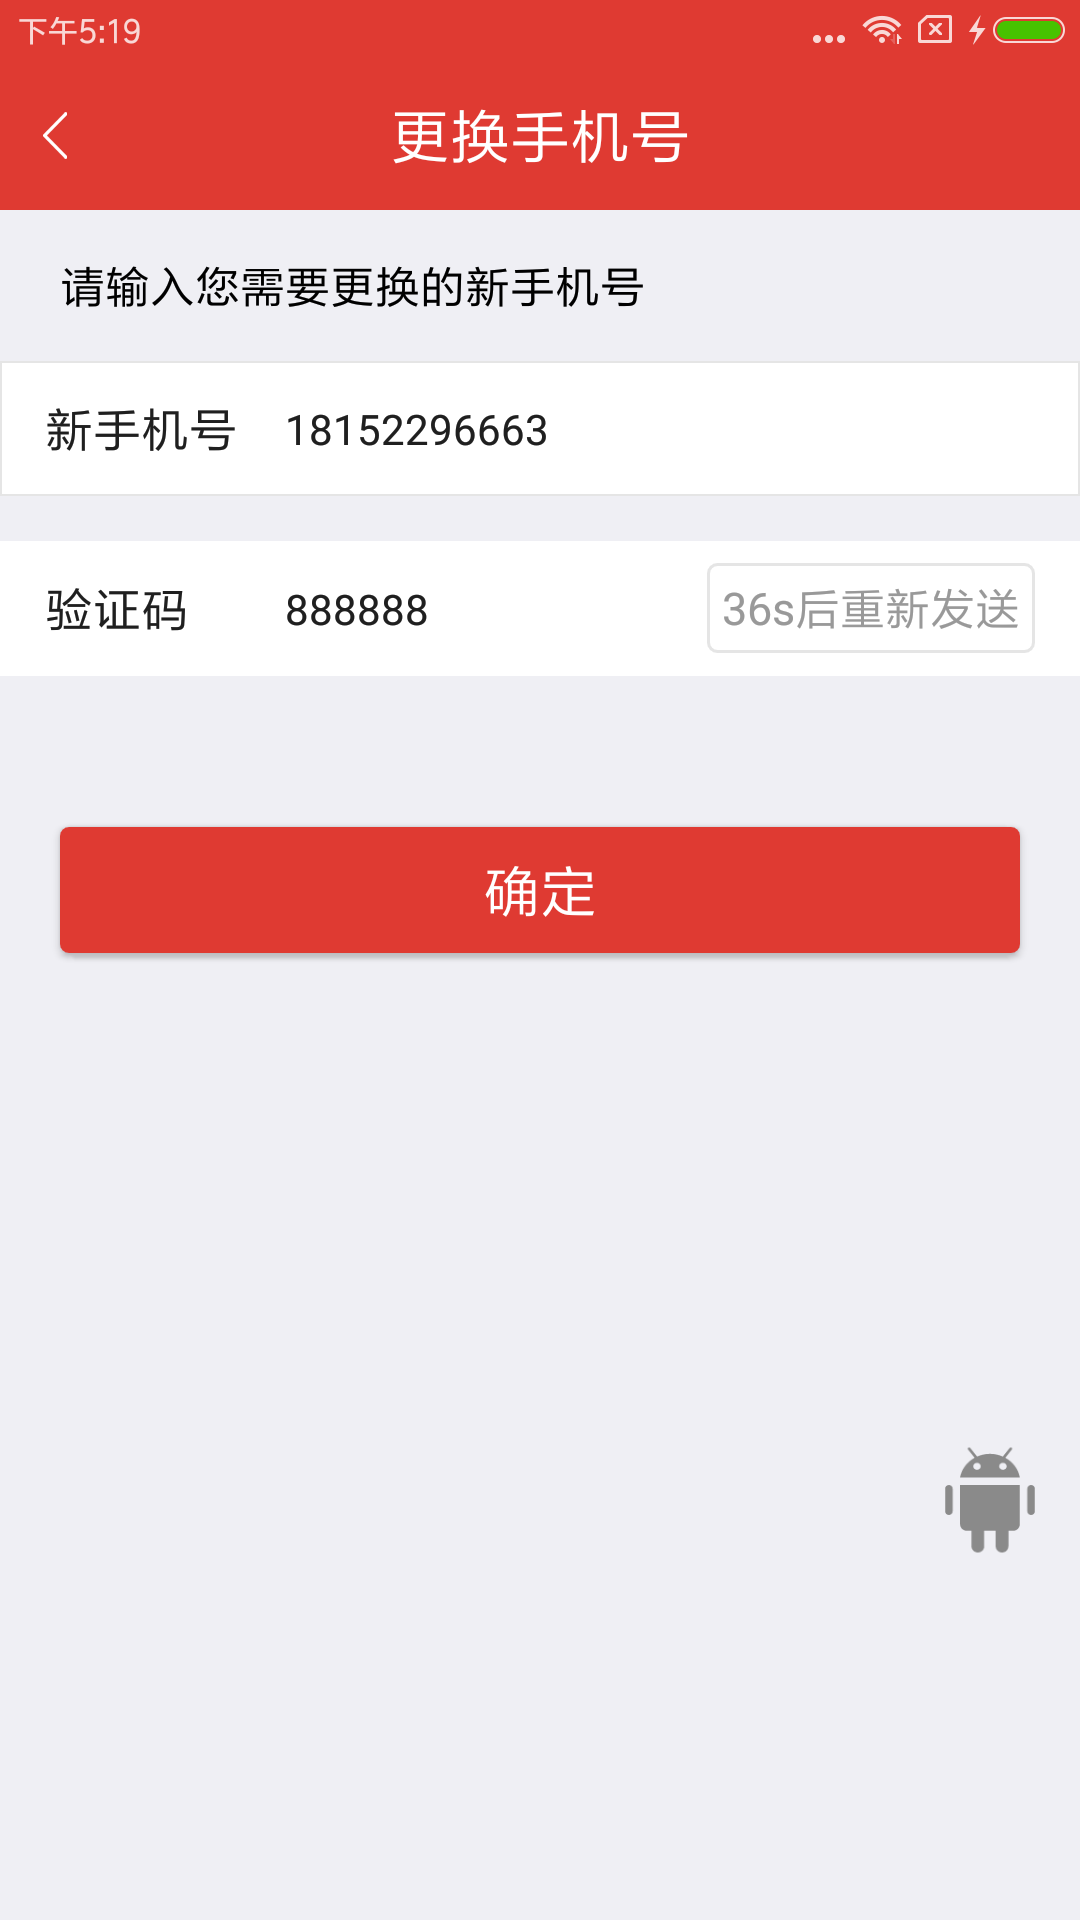 下午5:19
更换手机号
请输入您需要更换的新手机号
新手机号 18152296663
验证码 888888 36s后重新发送
确定